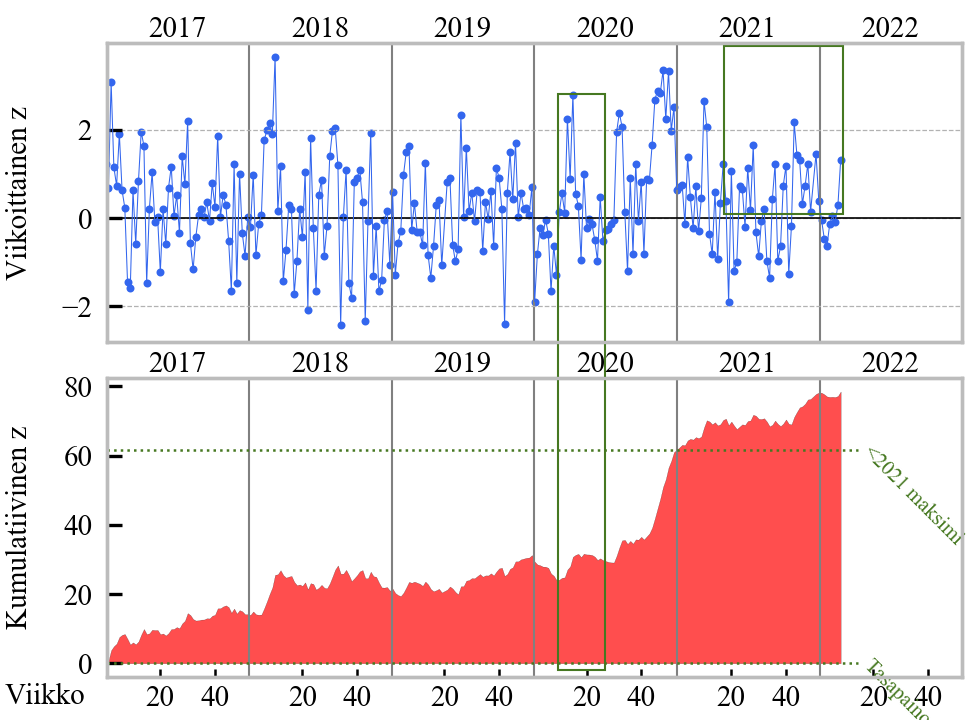 2017 2018 2019 2020 2021 2022
Viikoittainen z
2
0
−2
2017 2018 2019 2020 2021 2022
Kumulatiivinen z
80
60
40
20
0
<2021 maksimi
Tasapaino
Viikko 20 40 20 40 20 40 20 40 20 40 20 40